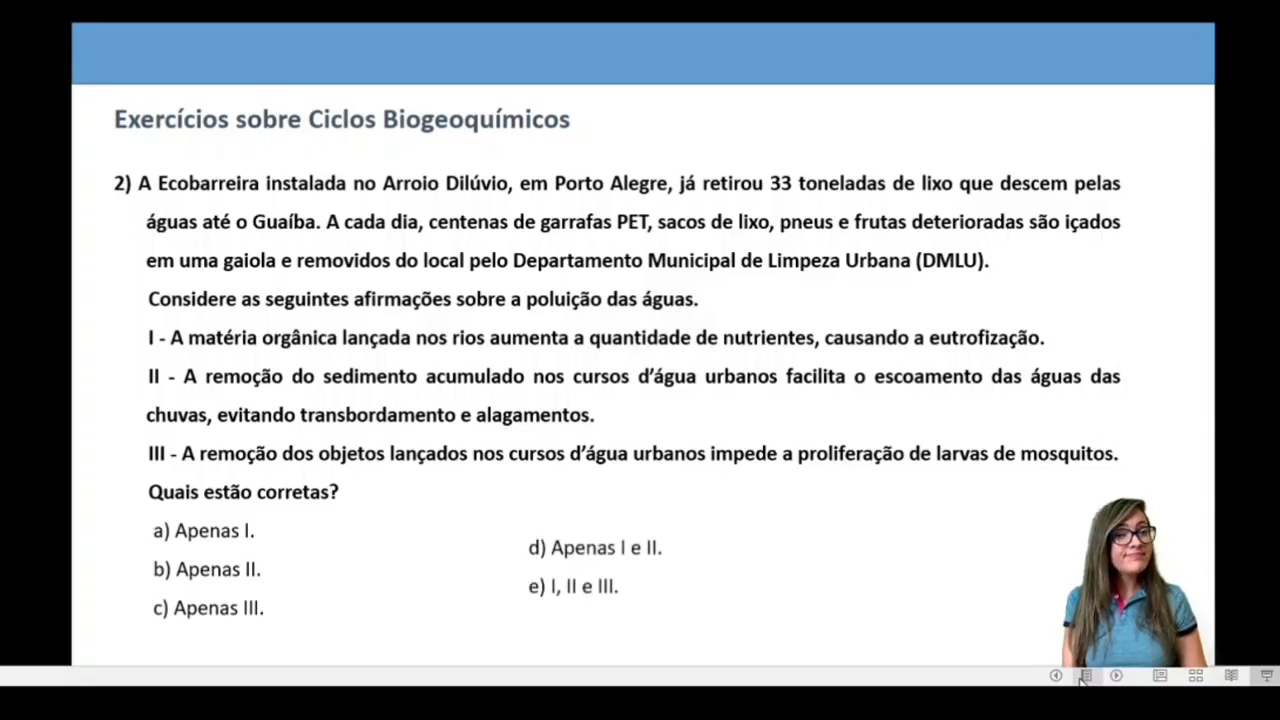 Exercícios sobre Ciclos Biogeoquímicos
2) A Ecobarreira instalada no Arroio Dilúvio, em Porto Alegre, já retirou 33 toneladas de lixo que descem pelas
águas até o Guaíba. A cada dia, centenas de garrafas PET, sacos de lixo, pneus e frutas deterioradas são içados
em uma gaiola e removidos do local pelo Departamento Municipal de Limpeza Urbana (DMLU).
Considere as seguintes afirmações sobre a poluição das águas.
I - A matéria orgânica lançada nos rios aumenta a quantidade de nutrientes, causando a eutrofização.
II - A remoção do sedimento acumulado nos cursos d’água urbanos facilita o escoamento das águas das
chuvas, evitando transbordamento e alagamentos.
III - A remoção dos objetos lançados nos cursos d’água urbanos impede a proliferação de larvas de mosquitos.
Quais estão corretas?
a) Apenas I.
b) Apenas II.
c) Apenas III.
d) Apenas I e II.
e) I, II e III.